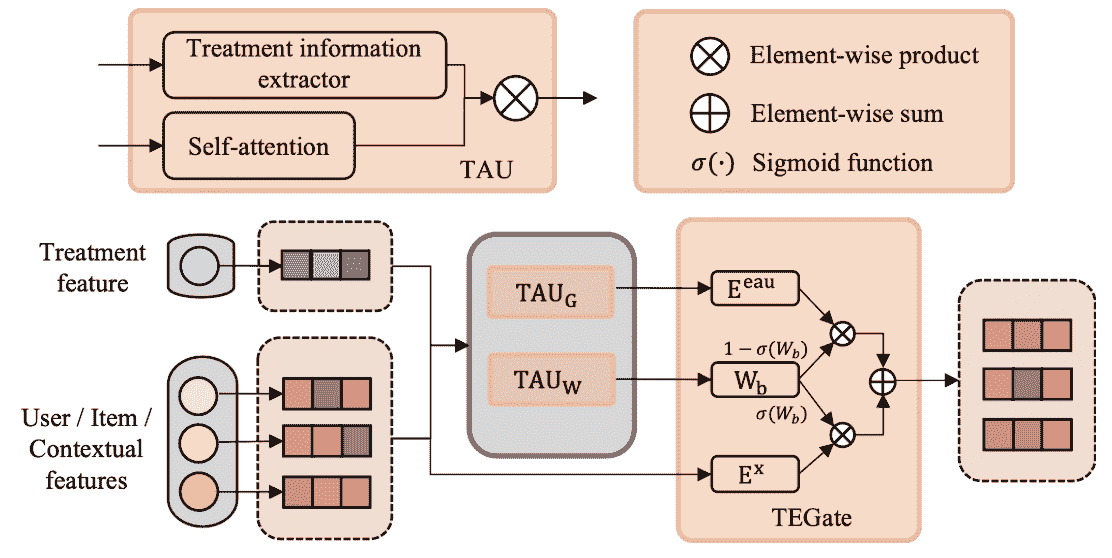 Treatment information
extractor
Self-attention
TAU
Element-wise product
Element-wise sum
σ(·) Sigmoid function
Treatment
feature
User / Item /
Contextual
features
TAU_G
TAU_W
E^eau
1 − σ(W_b)
W_b
σ(W_b)
E^x
TEGate